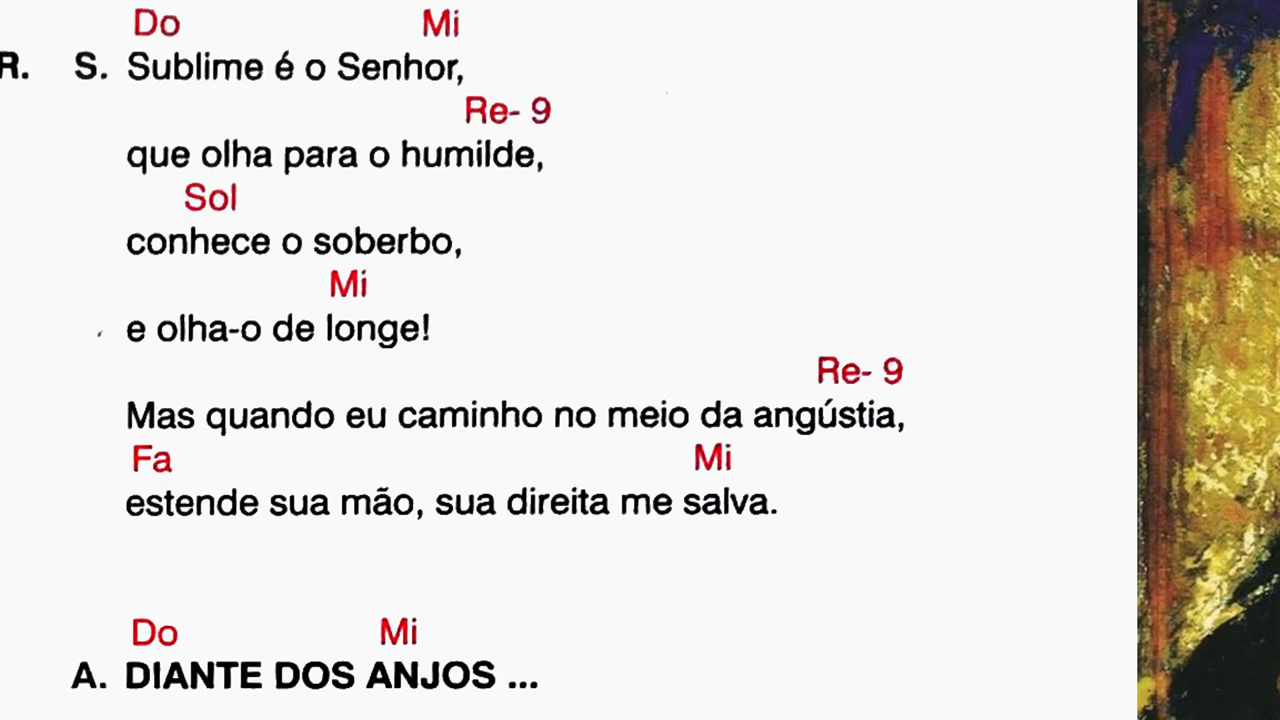 Do Mi
R. S. Sublime é o Senhor,
Re- 9
que olha para o humilde,
Sol
conhece o soberbo,
Mi
e olha-o de longe!
Re- 9
Mas quando eu caminho no meio da angústia,
Fa Mi
estende sua mão, sua direita me salva.
Do Mi
A. DIANTE DOS ANJOS ...